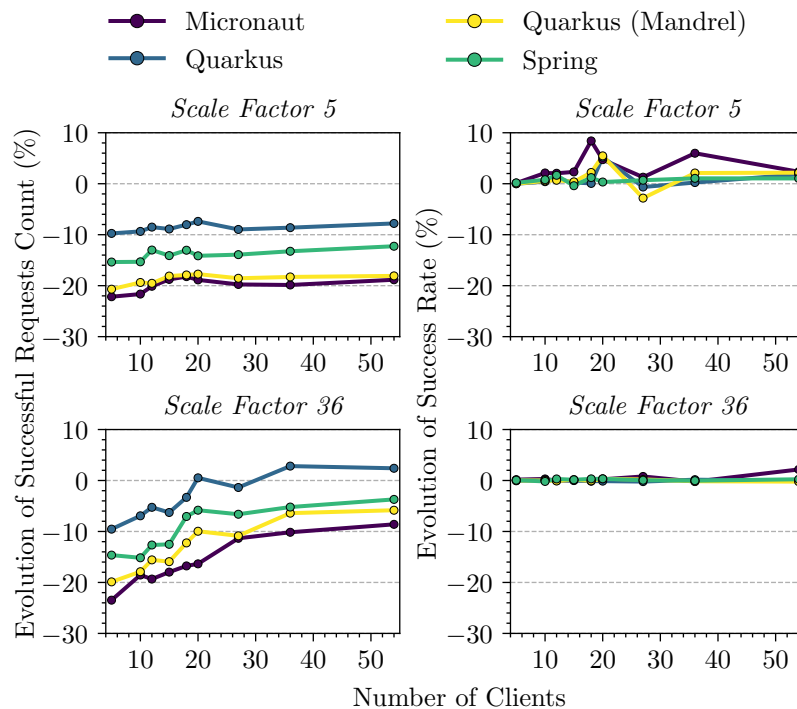 Micronaut
Quarkus
Quarkus (Mandrel)
Spring
Evolution of Successful Requests Count (%)
Scale Factor 5
10
0
−10
−20
−30
10 20 30 40 50
Evolution of Success Rate (%)
Scale Factor 5
10
0
−10
−20
−30
10 20 30 40 50
Scale Factor 36
10
0
−10
−20
−30
10 20 30 40 50
Scale Factor 36
10
0
−10
−20
−30
10 20 30 40 50
Number of Clients